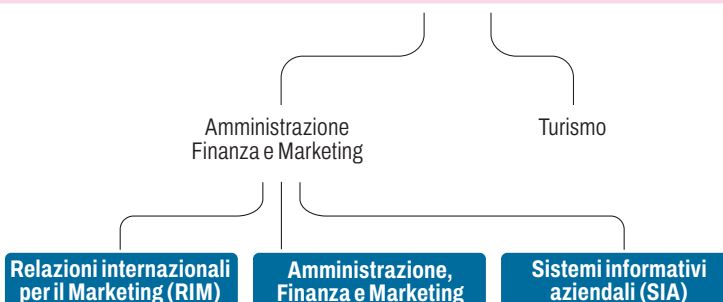 Amministrazione
Finanza e Marketing
Turismo
Relazioni internazionali
per il Marketing (RIM)
Amministrazione,
Finanza e Marketing
Sistemi informativi
aziendali (SIA)